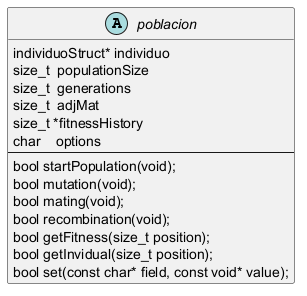 A poblacion
individuoStruct* individuo
size_t populationSize
size_t generations
size_t adjMat
size_t *fitnessHistory
char options
bool startPopulation(void);
bool mutation(void);
bool mating(void);
bool recombination(void);
bool getFitness(size_t position);
bool getInvidual(size_t position);
bool set(const char* field, const void* value);